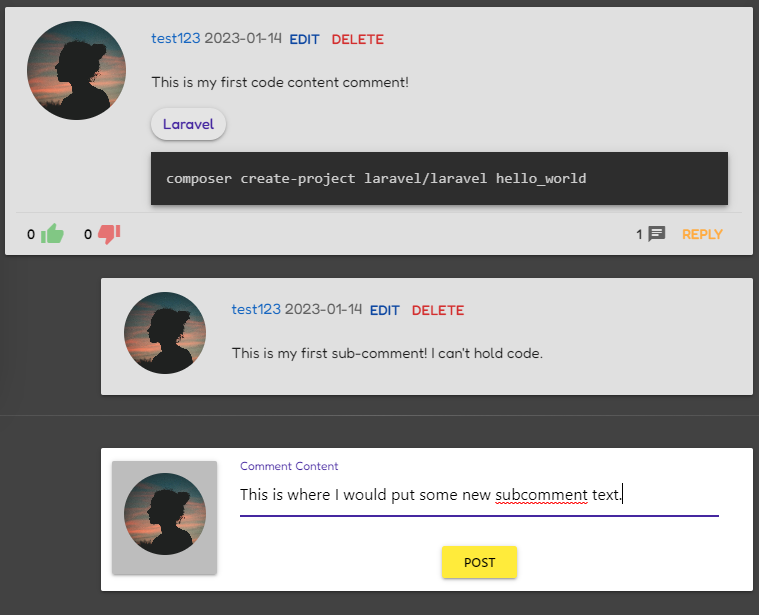 test123 2023-01-14 EDIT DELETE
This is my first code content comment!
Laravel
composer create-project laravel/laravel hello_world
0 0 1 REPLY
test123 2023-01-14 EDIT DELETE
This is my first sub-comment! I can't hold code.
Comment Content
This is where I would put some new subcomment text.
POST